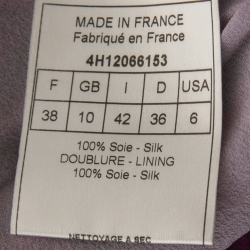 MADE IN FRANCE
Fabriqué en France
4H12066153
F GB I D USA
38 10 42 36 6
100% Soie - Silk
DOUBLURE - LINING
100% Soie - Silk
NETTOYAGE A SEC